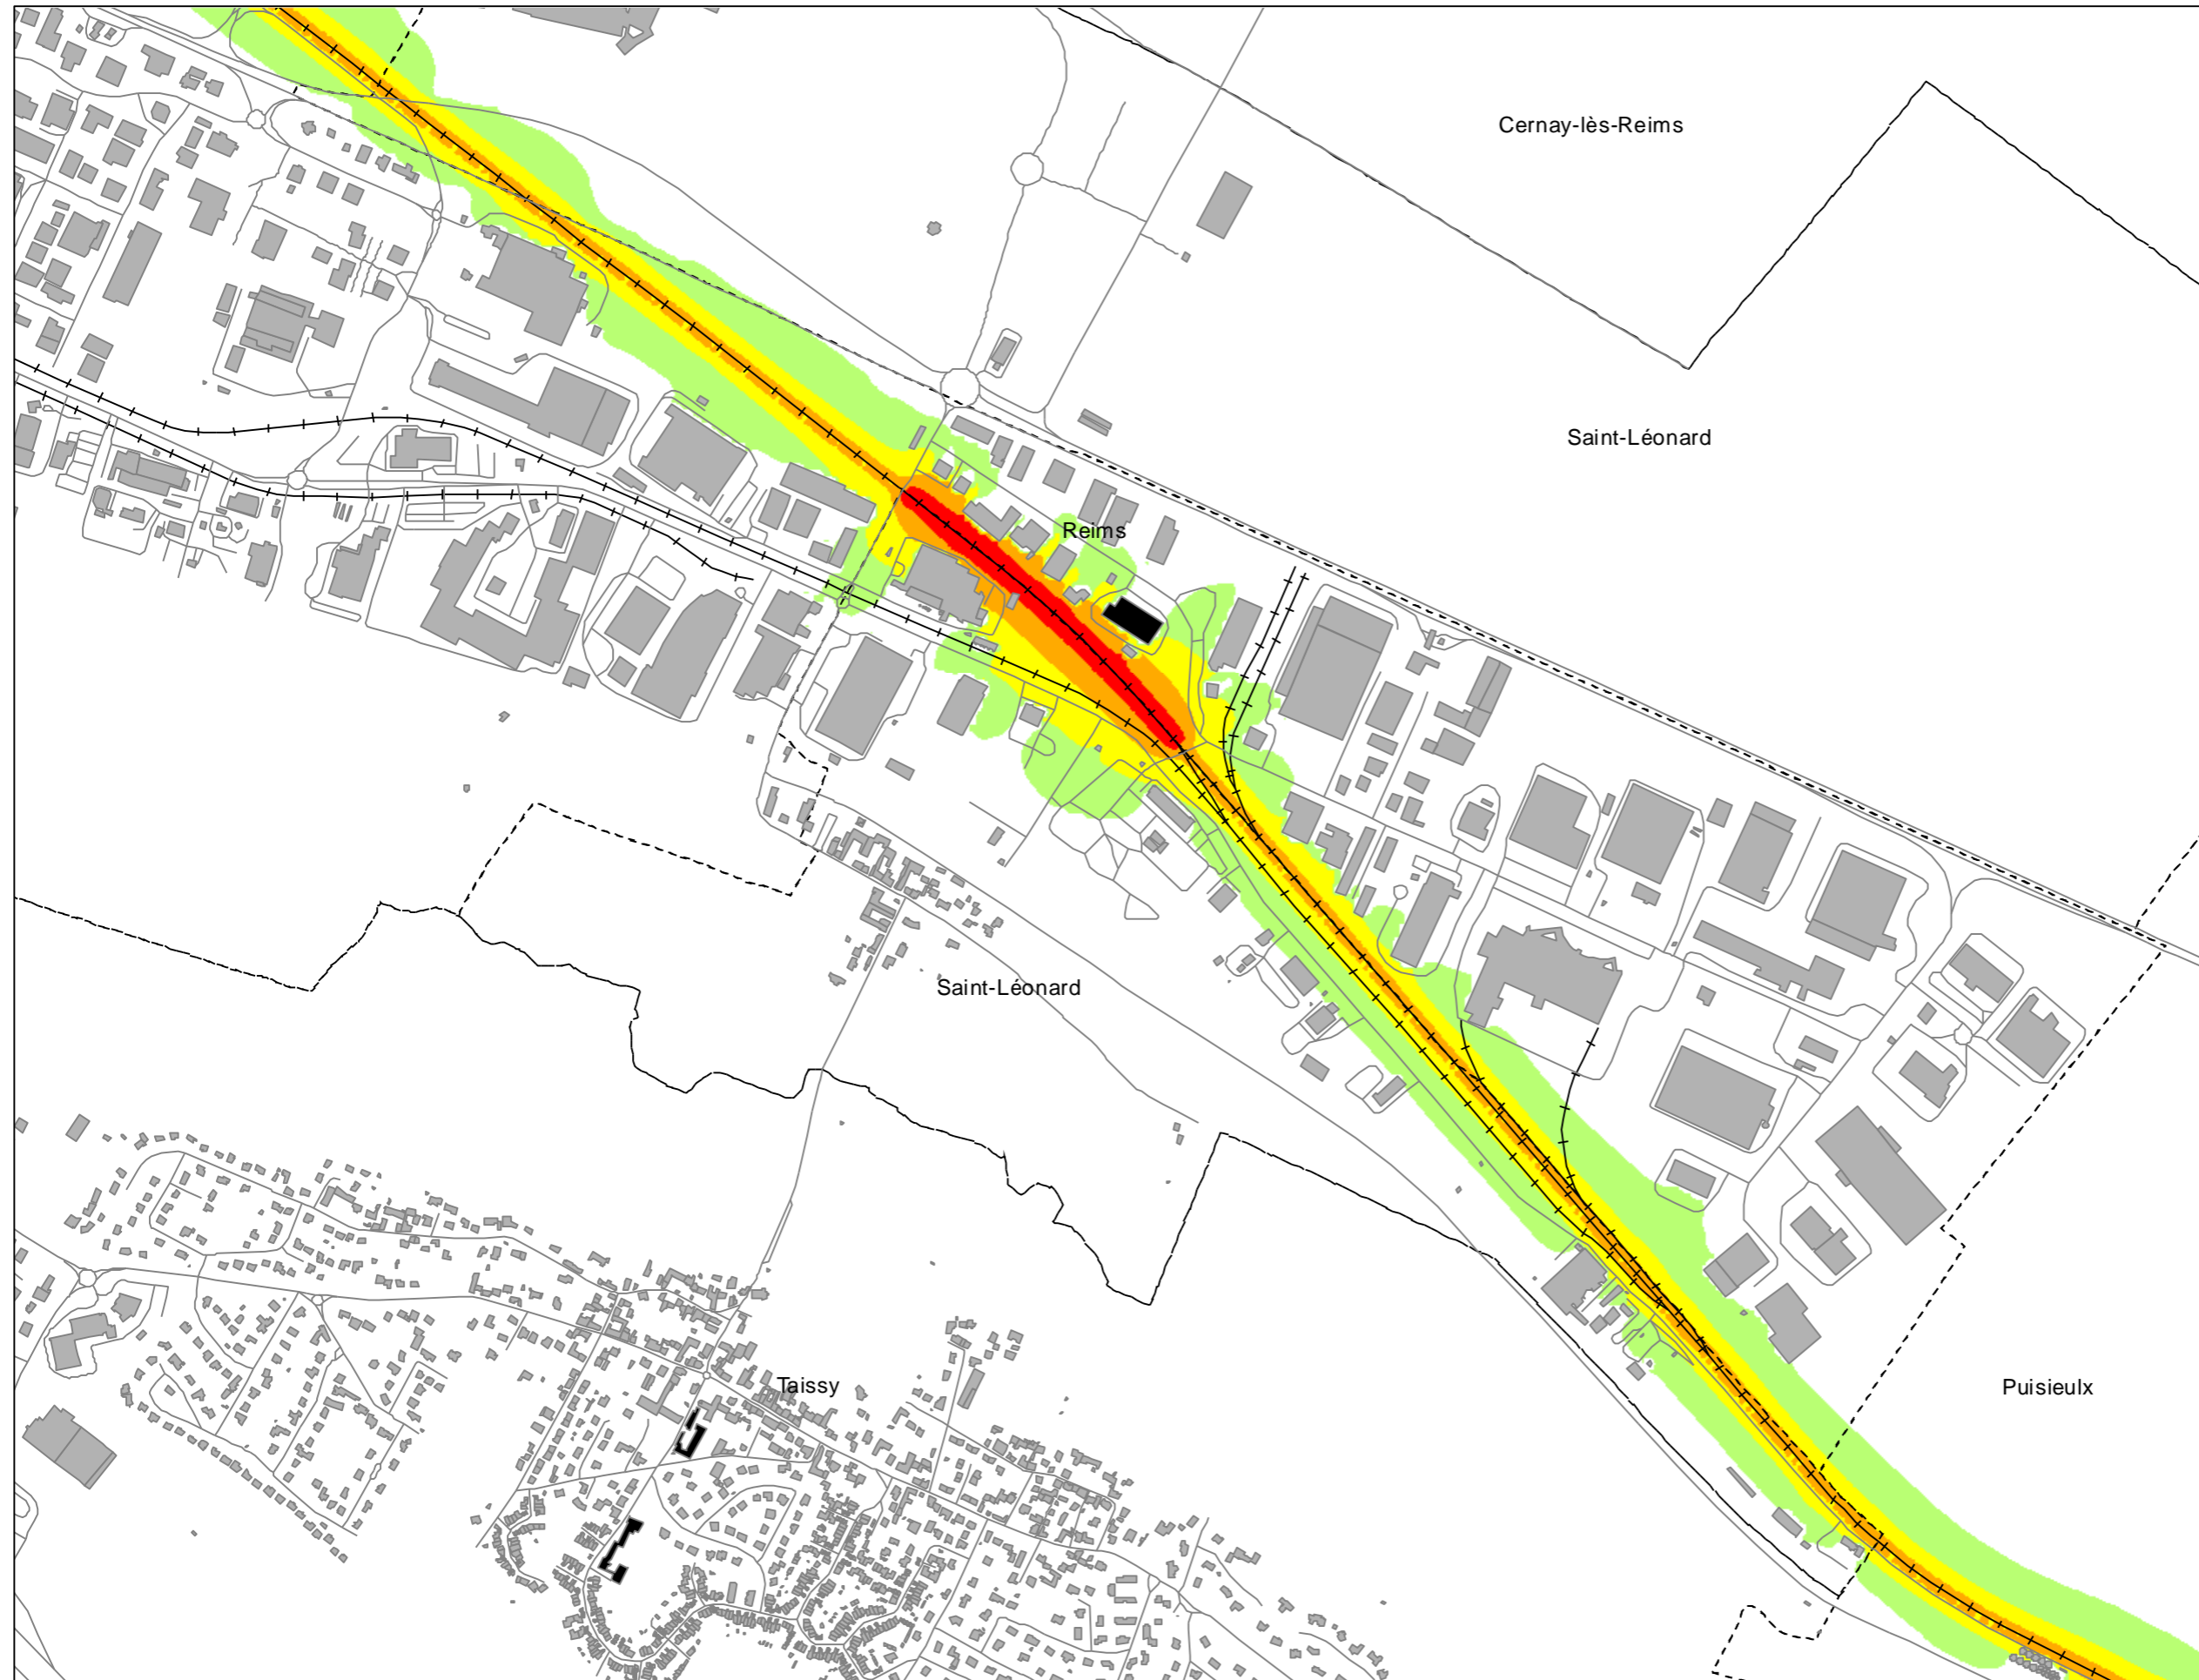 Cernay-lès-Reims
Saint-Léonard
Reims
Saint-Léonard
Taissy
Puisieulx